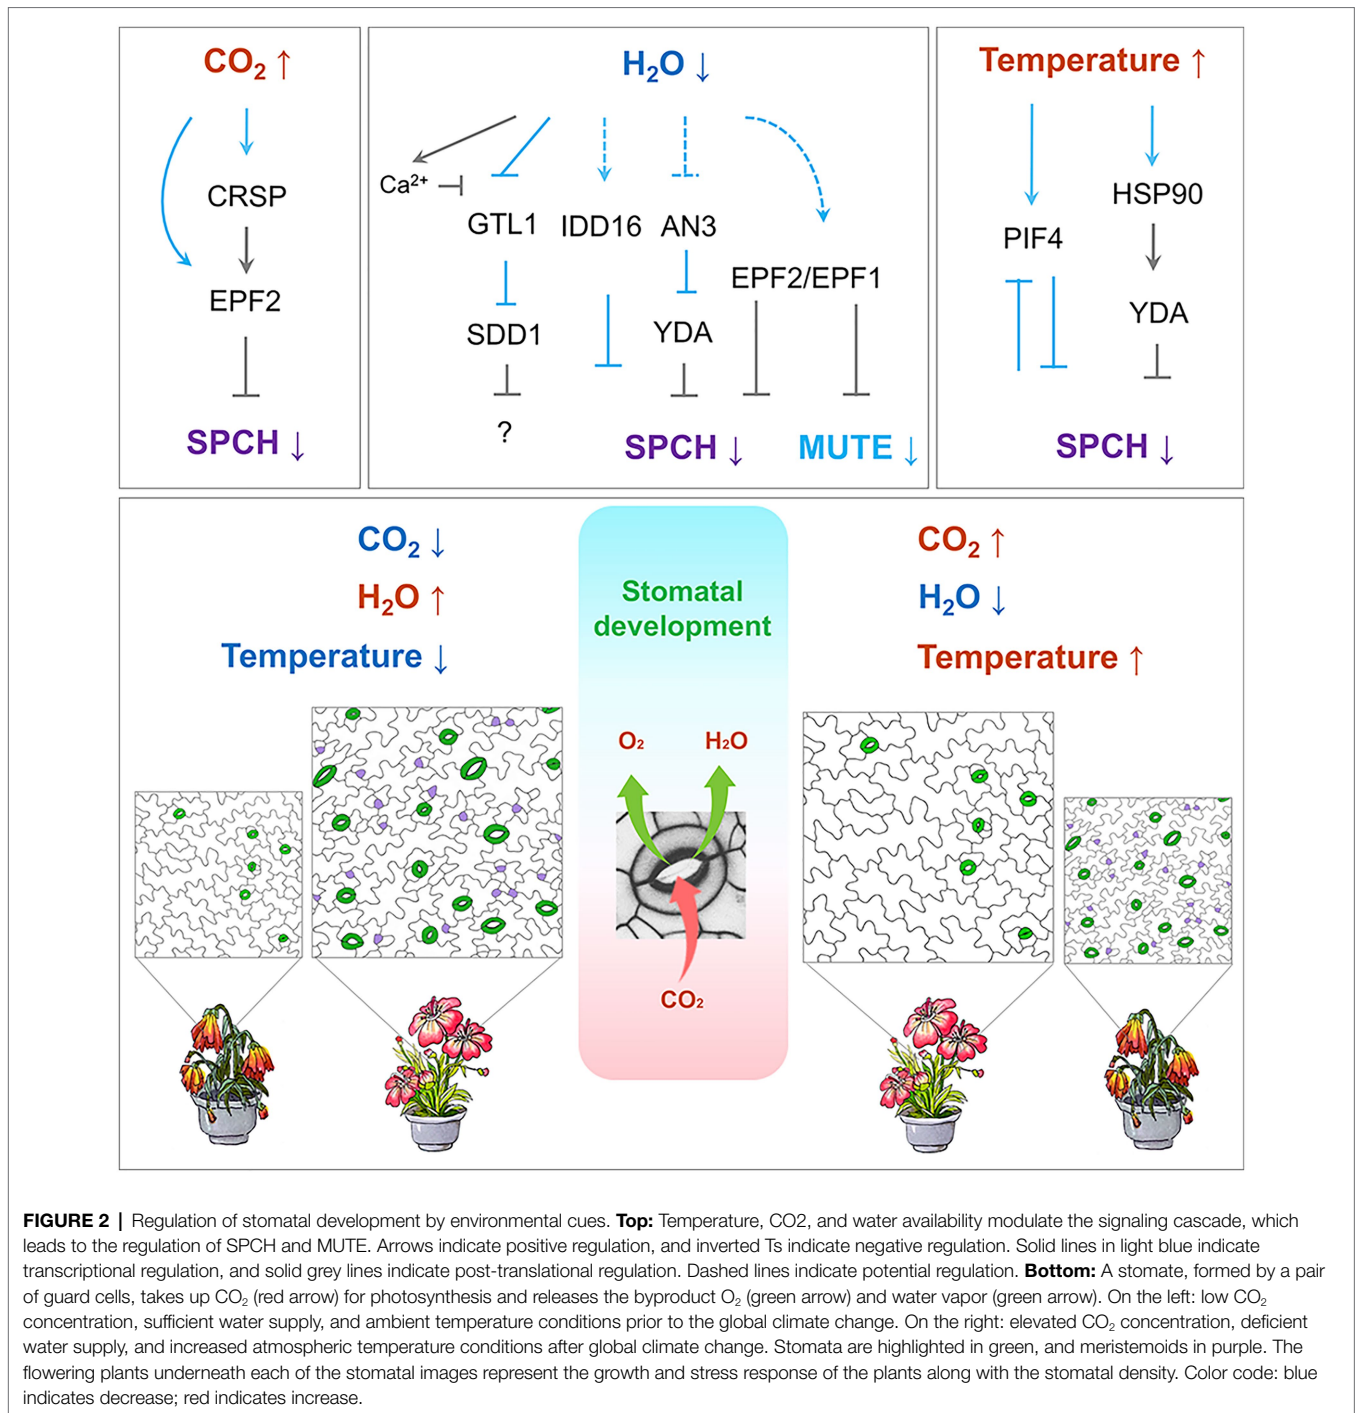 CO₂ ↑
CRSP
EPF2
SPCH ↓
H₂O ↓
Ca²⁺
GTL1 IDD16 AN3
EPF2/EPF1
SDD1 YDA
?
SPCH ↓ MUTE ↓
Temperature ↑
HSP90
PIF4
YDA
SPCH ↓
CO₂ ↓
H₂O ↑
Temperature ↓
Stomatal
development
O₂ H₂O
CO₂
CO₂ ↑
H₂O ↓
Temperature ↑
FIGURE 2 | Regulation of stomatal development by environmental cues. Top: Temperature, CO2, and water availability modulate the signaling cascade, which
leads to the regulation of SPCH and MUTE. Arrows indicate positive regulation, and inverted Ts indicate negative regulation. Solid lines in light blue indicate
transcriptional regulation, and solid grey lines indicate post-translational regulation. Dashed lines indicate potential regulation. Bottom: A stomate, formed by a pair
of guard cells, takes up CO₂ (red arrow) for photosynthesis and releases the byproduct O₂ (green arrow) and water vapor (green arrow). On the left: low CO₂
concentration, sufficient water supply, and ambient temperature conditions prior to the global climate change. On the right: elevated CO₂ concentration, deficient
water supply, and increased atmospheric temperature conditions after global climate change. Stomata are highlighted in green, and meristemoids in purple. The
flowering plants underneath each of the stomatal images represent the growth and stress response of the plants along with the stomatal density. Color code: blue
indicates decrease; red indicates increase.